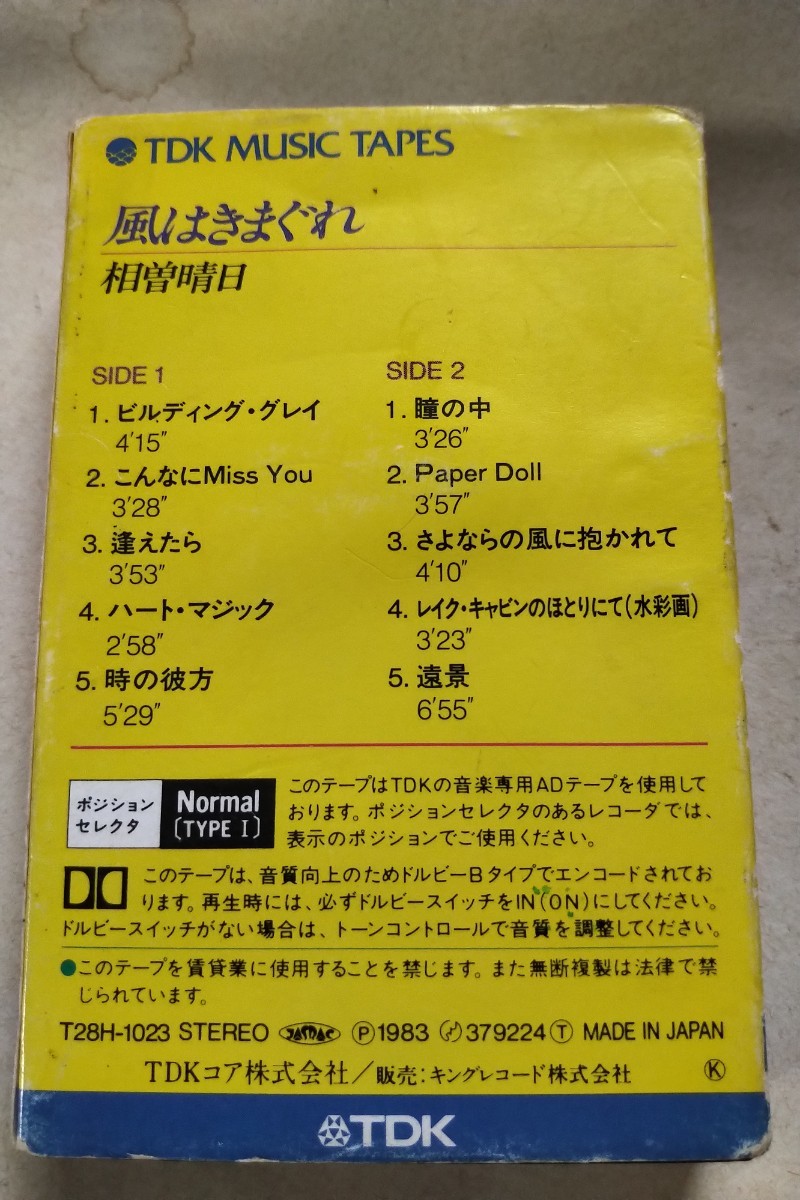 TDK MUSIC TAPES
風はきまぐれ
相曽晴日
SIDE 1
1. ビルディング・グレイ
4'15"
2. こんなにMiss You
3'28"
3. 逢えたら
3'53"
4. ハート・マジック
2'58"
5. 時の彼方
5'29"
SIDE 2
1. 瞳の中
3'26"
2. Paper Doll
3'57"
3. さよならの風に抱かれて
4'10"
4. レイク・キャビンのほとりにて(水彩画)
3'23"
5. 遠景
6'55"
ポジション
セレクタ
Normal
〔TYPE I〕
このテープはTDKの音楽専用ADテープを使用して
おります。ポジションセレクタのあるレコーダでは、
表示のポジションでご使用ください。
このテープは、音質向上のためドルビーBタイプでエンコードされてお
ります。再生時には、必ずドルビースイッチをIN(ON)にしてください。
ドルビースイッチがない場合は、トーンコントロールで音質を調整してください。
●このテープを賃貸業に使用することを禁じます。また無断複製は法律で禁
じられています。
T28H-1023 STEREO JASRAC Ⓟ1983 379224Ⓣ MADE IN JAPAN
TDKコア株式会社/販売:キングレコード株式会社 Ⓚ
TDK